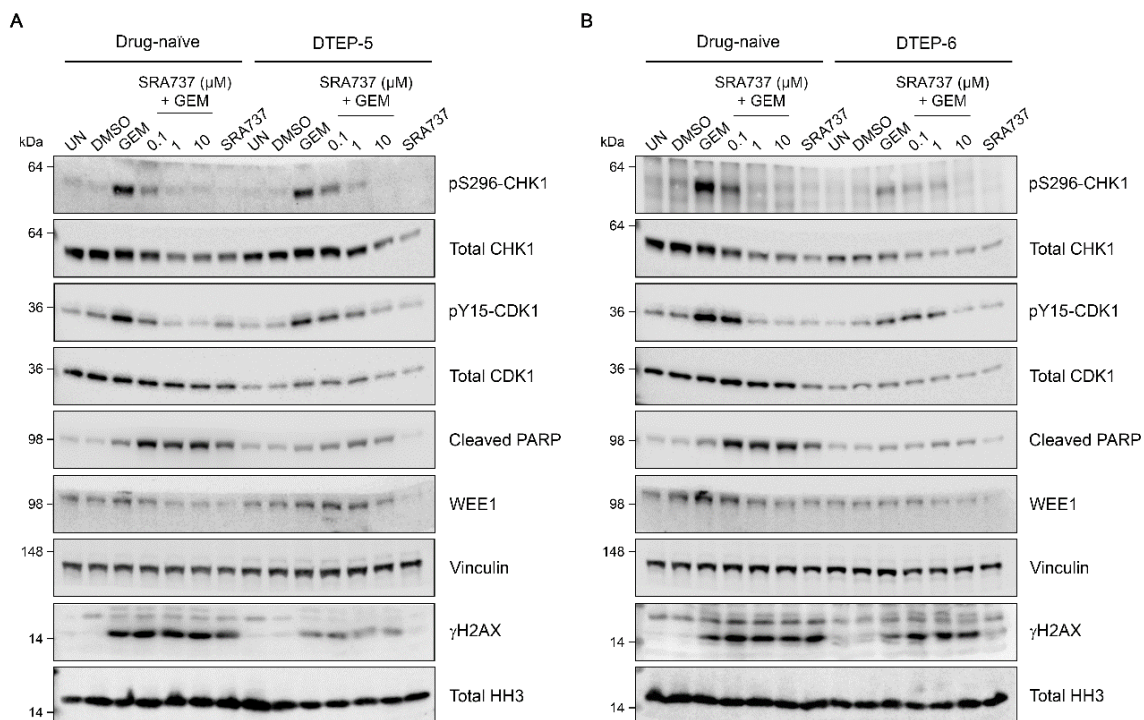 A
Drug-naïve DTEP-5
SRA737 (µM)
+ GEM
SRA737 (µM)
+ GEM
kDa UN DMSO GEM 0.1 1 10 SRA737 UN DMSO GEM 0.1 1 10 SRA737
64 pS296-CHK1
64 Total CHK1
36 pY15-CDK1
36 Total CDK1
98 Cleaved PARP
98 WEE1
148 Vinculin
14 γH2AX
14 Total HH3
B
Drug-naive DTEP-6
SRA737 (µM)
+ GEM
SRA737 (µM)
+ GEM
kDa UN DMSO GEM 0.1 1 10 SRA737 UN DMSO GEM 0.1 1 10 SRA737
64 pS296-CHK1
64 Total CHK1
36 pY15-CDK1
36 Total CDK1
98 Cleaved PARP
98 WEE1
148 Vinculin
14 γH2AX
14 Total HH3